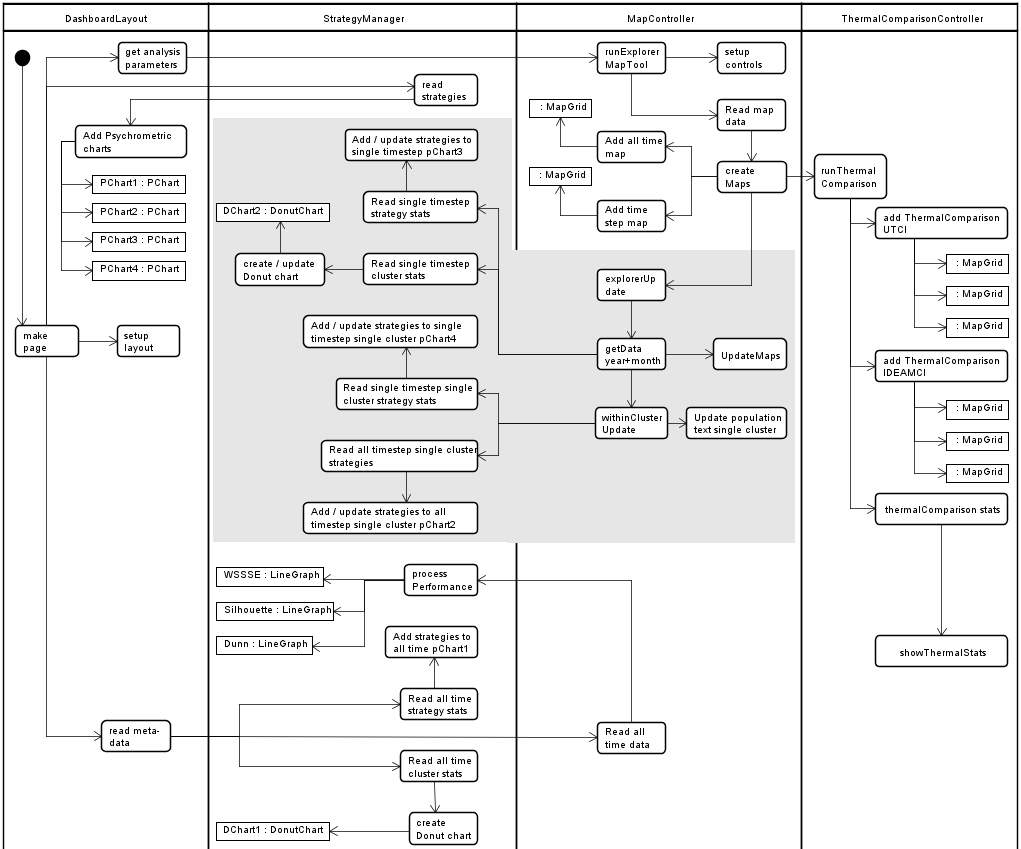 DashboardLayout
StrategyManager
MapController
ThermalComparisonController
get analysis
parameters
read
strategies
Add Psychrometric
charts
PChart1 : PChart
PChart2 : PChart
PChart3 : PChart
PChart4 : PChart
make
page
setup
layout
read meta-
data
Add / update strategies to
single timestep pChart3
Read single timestep
strategy stats
DChart2 : DonutChart
create / update
Donut chart
Read single timestep
cluster stats
Add / update strategies to single
timestep single cluster pChart4
Read single timestep single
cluster strategy stats
Read all timestep single cluster
strategies
Add / update strategies to all
timestep single cluster pChart2
WSSSE : LineGraph
process
Performance
Silhouette : LineGraph
Dunn : LineGraph
Add strategies to
all time pChart1
Read all time
strategy stats
Read all time
cluster stats
DChart1 : DonutChart
create
Donut chart
runExplorer
MapTool
setup
controls
: MapGrid
Read map
data
Add all time
map
: MapGrid
create
Maps
Add time
step map
explorerUp
date
getData
year+month
UpdateMaps
withinCluster
Update
Update population
text single cluster
Read all
time data
runThermal
Comparison
add ThermalComparison
UTCI
: MapGrid
: MapGrid
: MapGrid
add ThermalComparison
IDEAMCI
: MapGrid
: MapGrid
: MapGrid
thermalComparison stats
showThermalStats